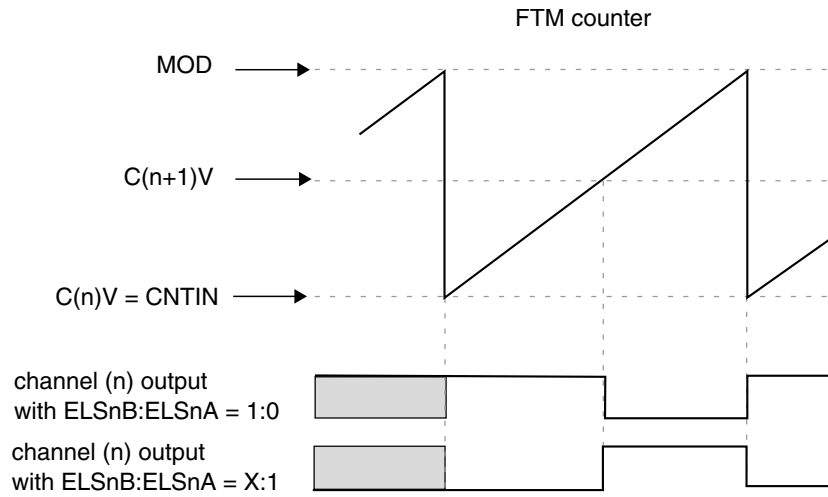 FTM counter
MOD
C(n+1)V
C(n)V = CNTIN
channel (n) output
with ELSnB:ELSnA = 1:0
channel (n) output
with ELSnB:ELSnA = X:1